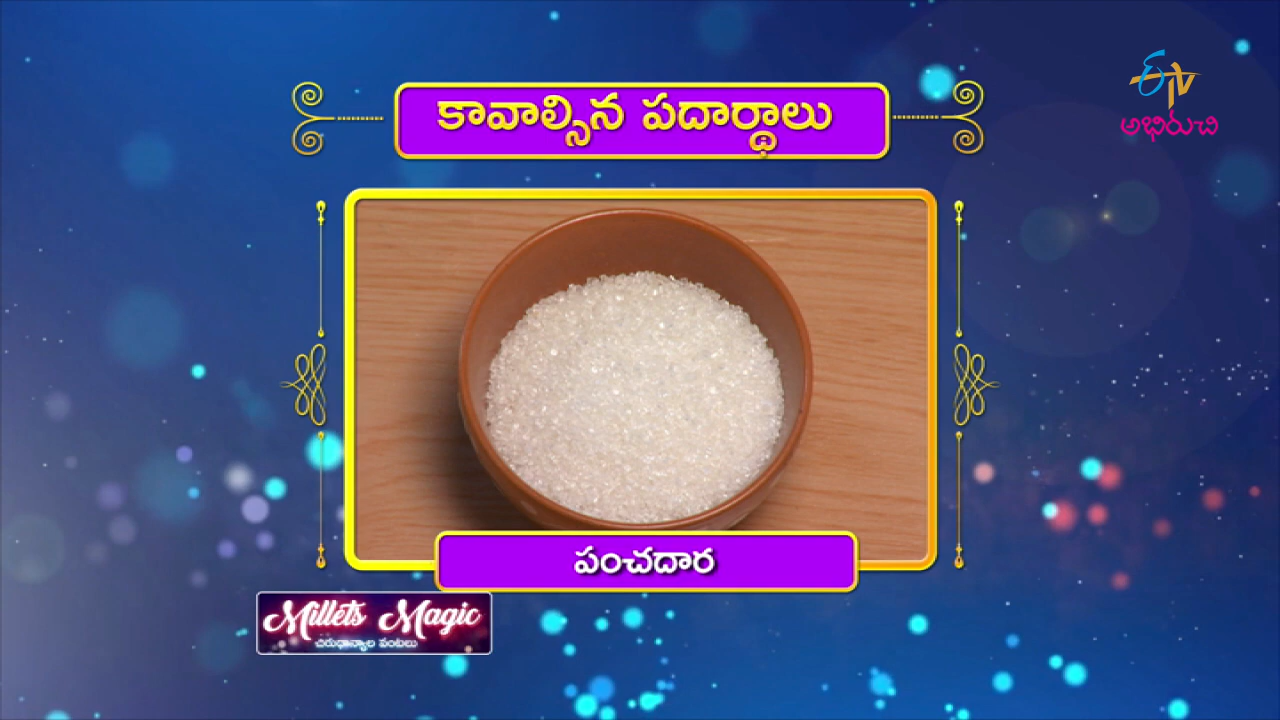 కావాల్సిన పదార్థాలు
ETV
అభిరుచి
పంచదార
Millets Magic
చిరుధాన్యాల వంటలు